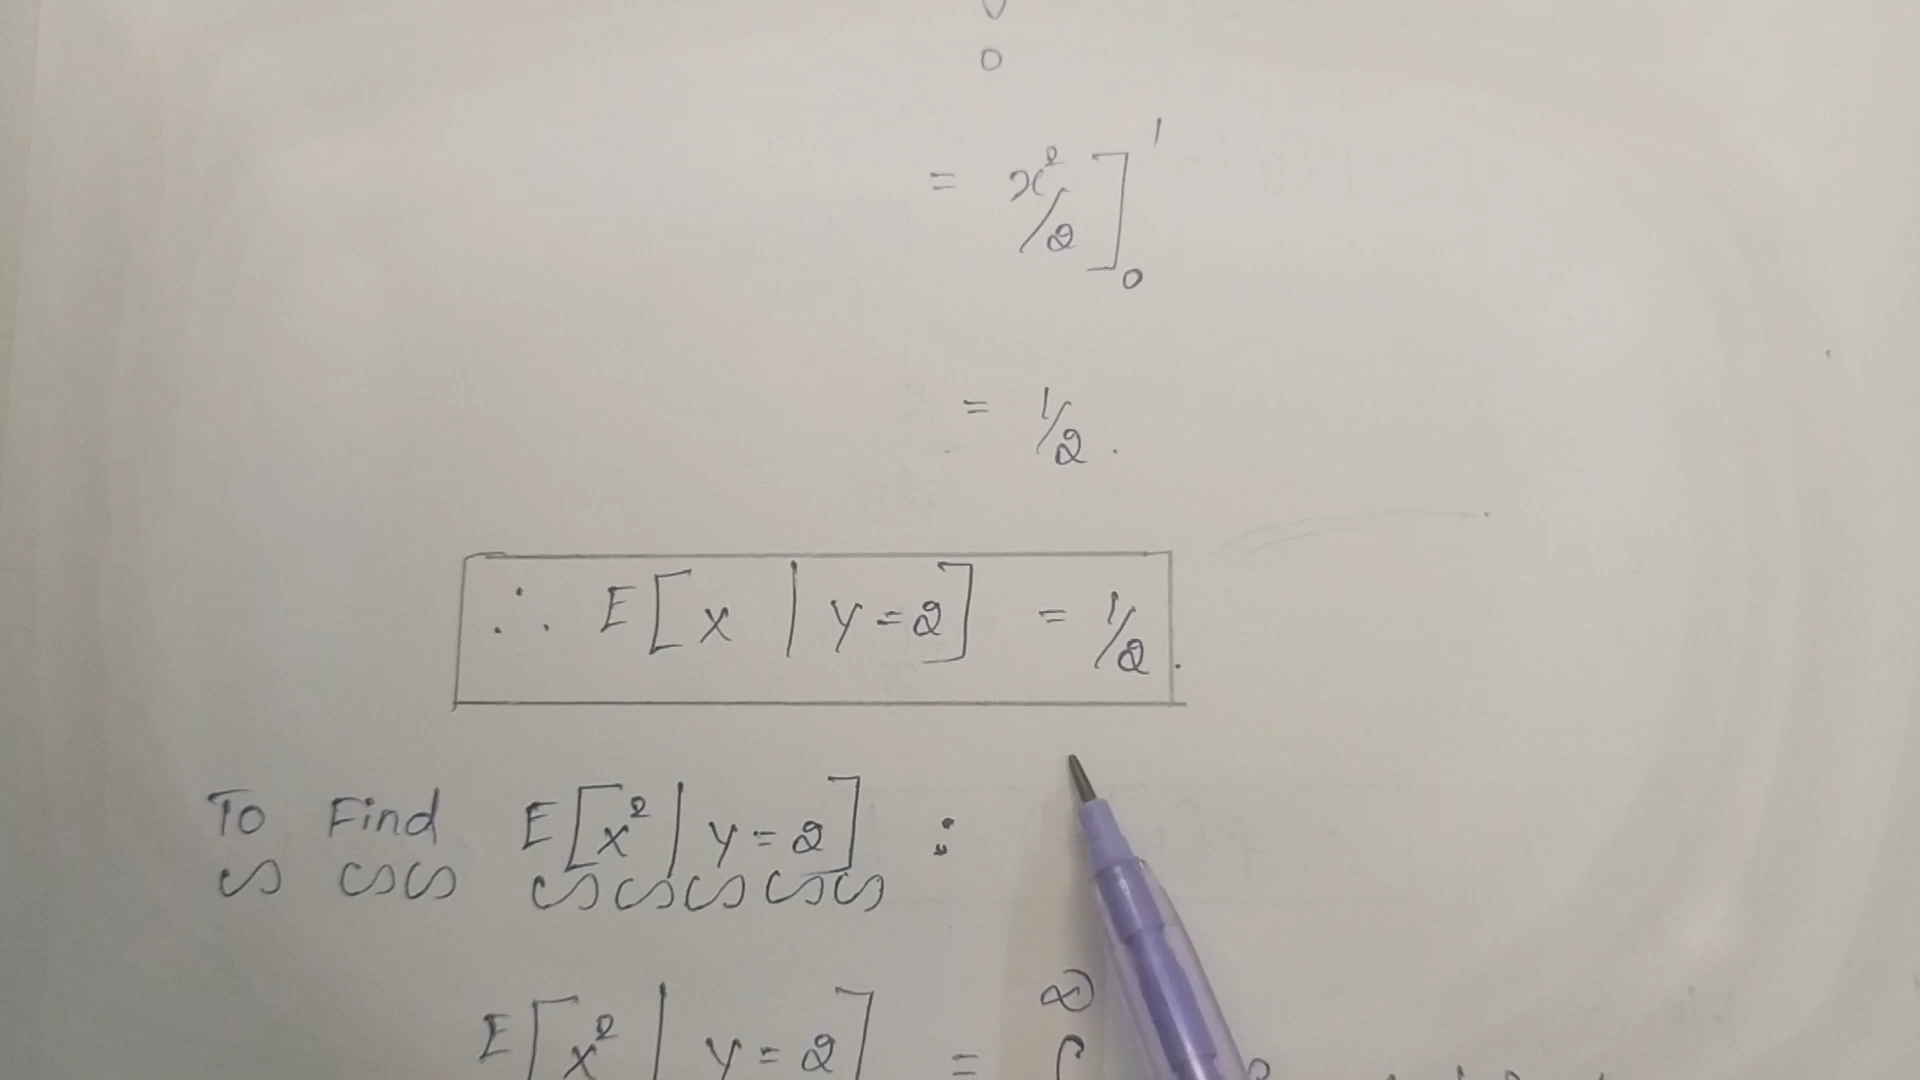 0
= x²/2 ]₀¹
= 1/2 .
∴ E[x | y=2] = 1/2 .
To Find E[x² | y=2] :
E[x² | y=2] = ∫ ∞